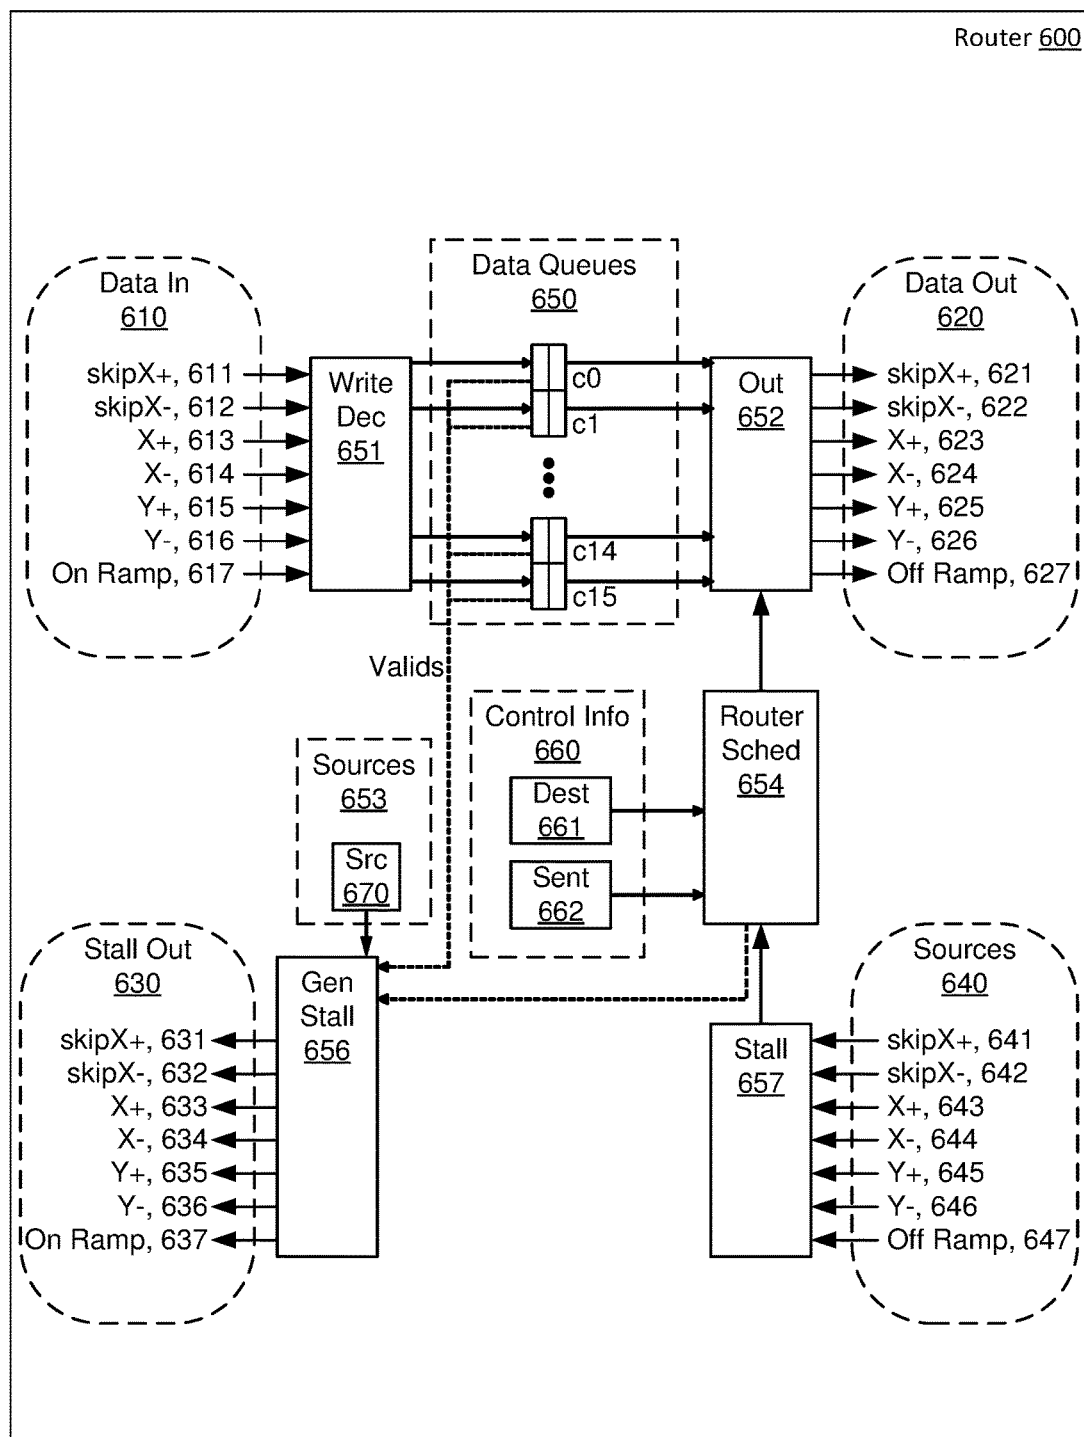 Router 600
Data In
610
skipX+, 611
skipX-, 612
X+, 613
X-, 614
Y+, 615
Y-, 616
On Ramp, 617
Write
Dec
651
Data Queues
650
c0
c1
c14
c15
Out
652
Data Out
620
skipX+, 621
skipX-, 622
X+, 623
X-, 624
Y+, 625
Y-, 626
Off Ramp, 627
Valids
Sources
653
Src
670
Control Info
660
Dest
661
Sent
662
Router
Sched
654
Stall Out
630
skipX+, 631
skipX-, 632
X+, 633
X-, 634
Y+, 635
Y-, 636
On Ramp, 637
Gen
Stall
656
Stall
657
Sources
640
skipX+, 641
skipX-, 642
X+, 643
X-, 644
Y+, 645
Y-, 646
Off Ramp, 647